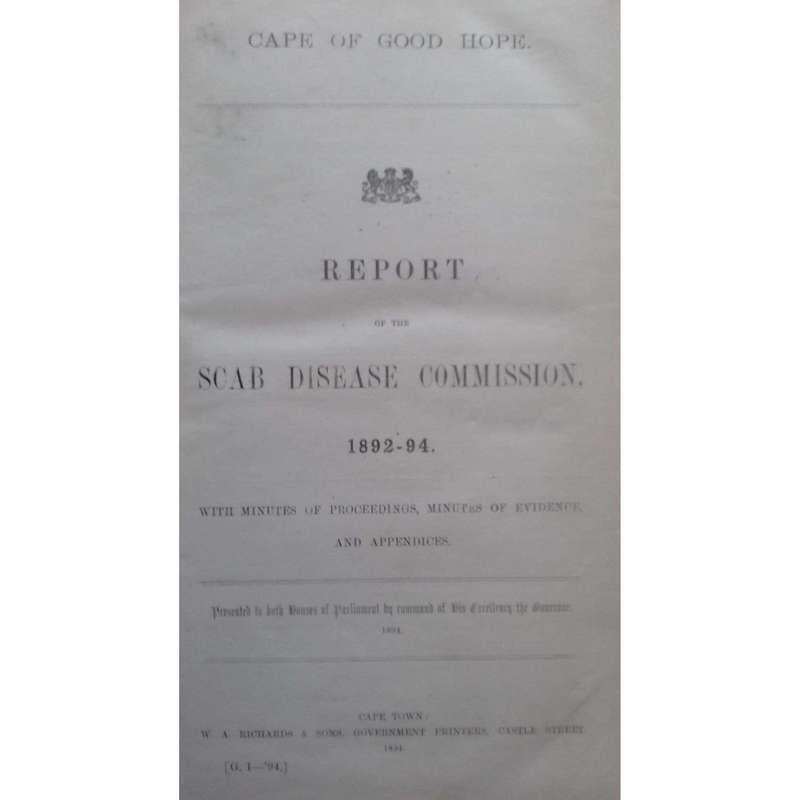 CAPE OF GOOD HOPE.
REPORT
OF THE
SCAB DISEASE COMMISSION,
1892-94.
WITH MINUTES OF PROCEEDINGS, MINUTES OF EVIDENCE,
AND APPENDICES.
Presented to both Houses of Parliament by command of His Excellency the Governor.
1894.
CAPE TOWN:
W. A. RICHARDS & SONS, GOVERNMENT PRINTERS, CASTLE STREET
1894.
[G. 1—'94.]